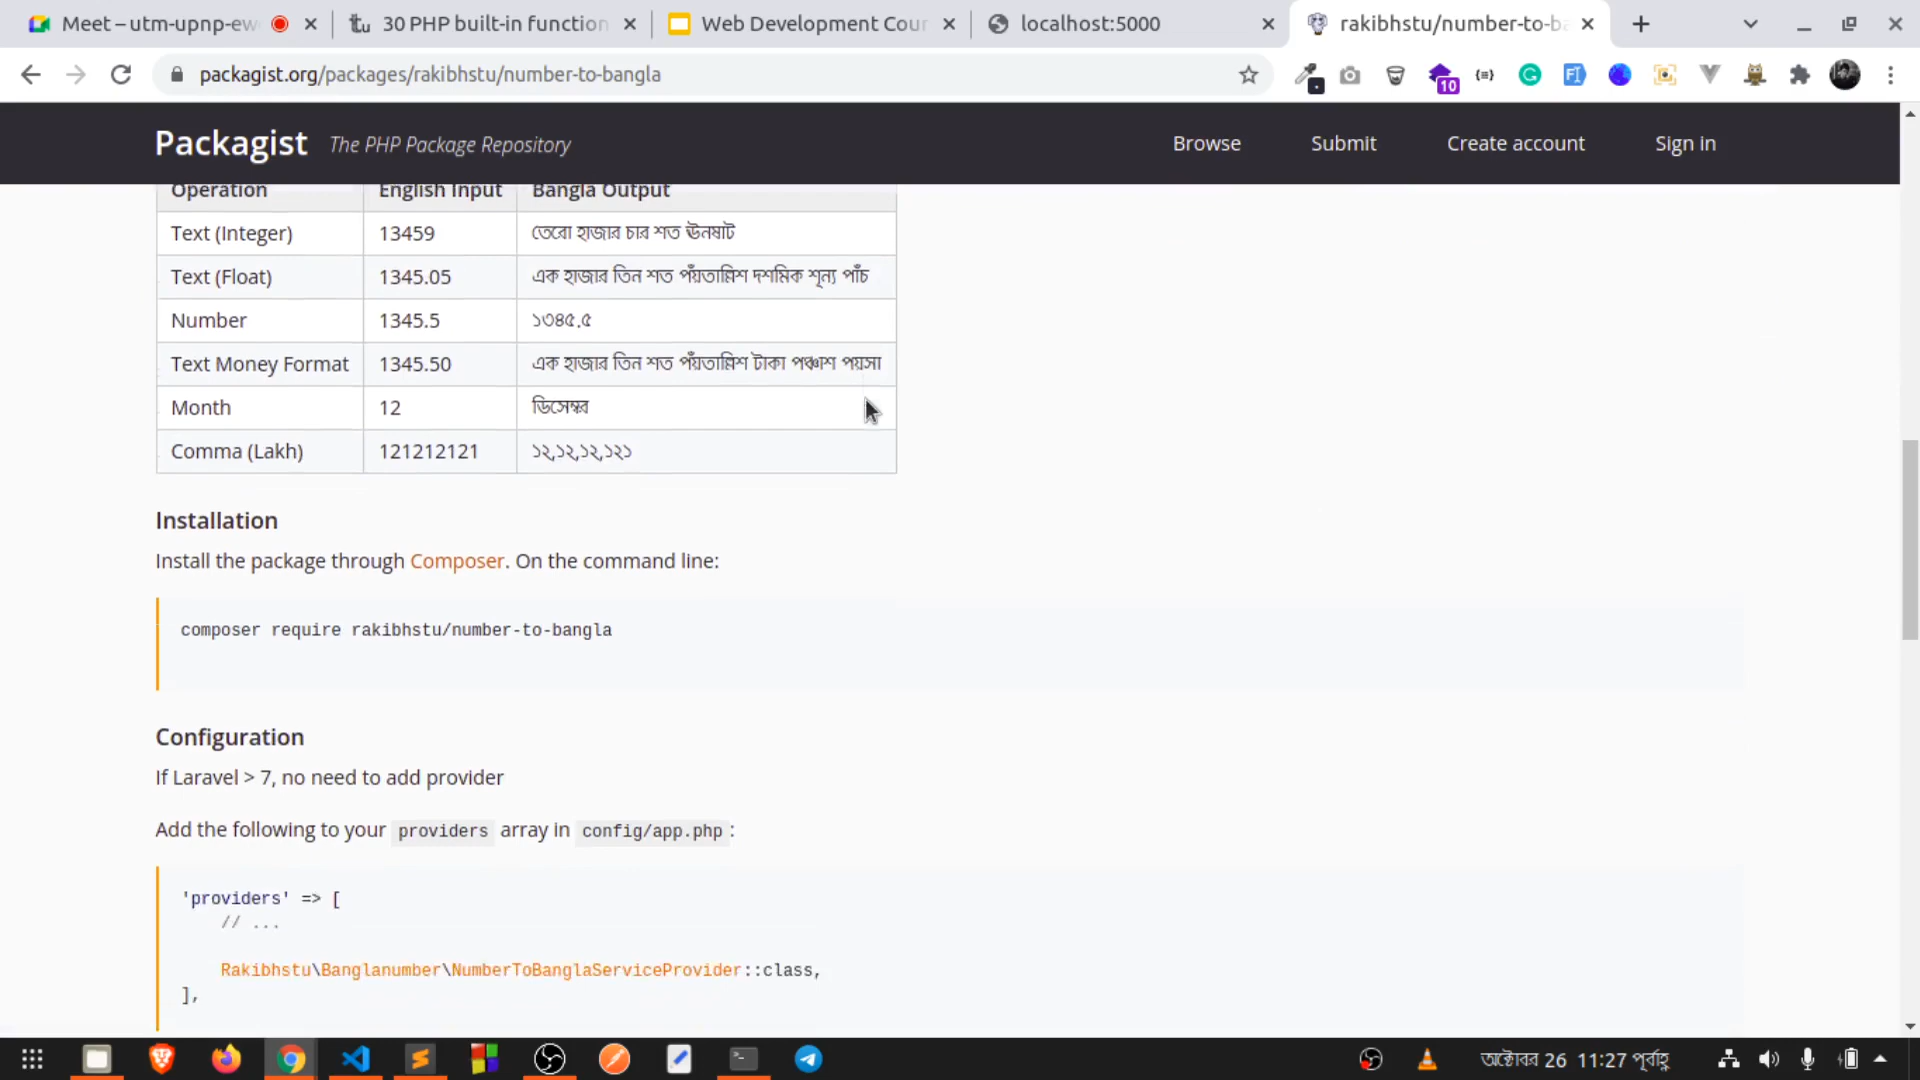 Meet – utm-upnp-ew
30 PHP built-in function
Web Development Cour
localhost:5000
rakibhstu/number-to-ba
packagist.org/packages/rakibhstu/number-to-bangla
10
Packagist The PHP Package Repository
Browse Submit Create account Sign in
Operation English Input Bangla Output
Text (Integer) 13459 তেরো হাজার চার শত ঊনষাট
Text (Float) 1345.05 এক হাজার তিন শত পঁয়তাল্লিশ দশমিক শূন্য পাঁচ
Number 1345.5 ১৩৪৫.৫
Text Money Format 1345.50 এক হাজার তিন শত পঁয়তাল্লিশ টাকা পঞ্চাশ পয়সা
Month 12 ডিসেম্বর
Comma (Lakh) 121212121 ১২,১২,১২,১২১
Installation
Install the package through Composer. On the command line:
composer require rakibhstu/number-to-bangla
Configuration
If Laravel > 7, no need to add provider
Add the following to your providers array in config/app.php:
'providers' => [
// ...
Rakibhstu\Banglanumber\NumberToBanglaServiceProvider::class,
],
অক্টোবর 26 11:27 পূর্বাহ্ণ